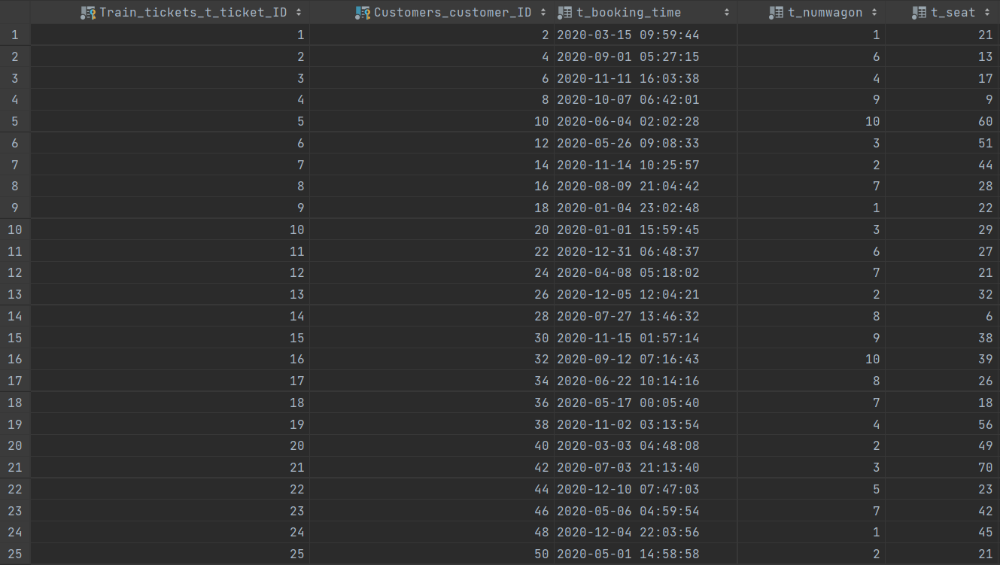 Train_tickets_t_ticket_ID Customers_customer_ID t_booking_time t_numwagon t_seat
1 1 2 2020-03-15 09:59:44 1 21
2 2 4 2020-09-01 05:27:15 6 13
3 3 6 2020-11-11 16:03:38 4 17
4 4 8 2020-10-07 06:42:01 9 9
5 5 10 2020-06-04 02:02:28 10 60
6 6 12 2020-05-26 09:08:33 3 51
7 7 14 2020-11-14 10:25:57 2 44
8 8 16 2020-08-09 21:04:42 7 28
9 9 18 2020-01-04 23:02:48 1 22
10 10 20 2020-01-01 15:59:45 3 29
11 11 22 2020-12-31 06:48:37 6 27
12 12 24 2020-04-08 05:18:02 7 21
13 13 26 2020-12-05 12:04:21 2 32
14 14 28 2020-07-27 13:46:32 8 6
15 15 30 2020-11-15 01:57:14 9 38
16 16 32 2020-09-12 07:16:43 10 39
17 17 34 2020-06-22 10:14:16 8 26
18 18 36 2020-05-17 00:05:40 7 18
19 19 38 2020-11-02 03:13:54 4 56
20 20 40 2020-03-03 04:48:08 2 49
21 21 42 2020-07-03 21:13:40 3 70
22 22 44 2020-12-10 07:47:03 5 23
23 23 46 2020-05-06 04:59:54 7 42
24 24 48 2020-12-04 22:03:56 1 45
25 25 50 2020-05-01 14:58:58 2 21